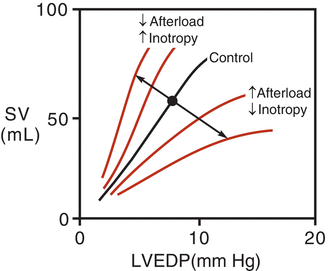 100
↓ Afterload
↑ Inotropy
Control
SV
(mL)
50
↑ Afterload
↓ Inotropy
0
0
10
20
LVEDP(mm Hg)